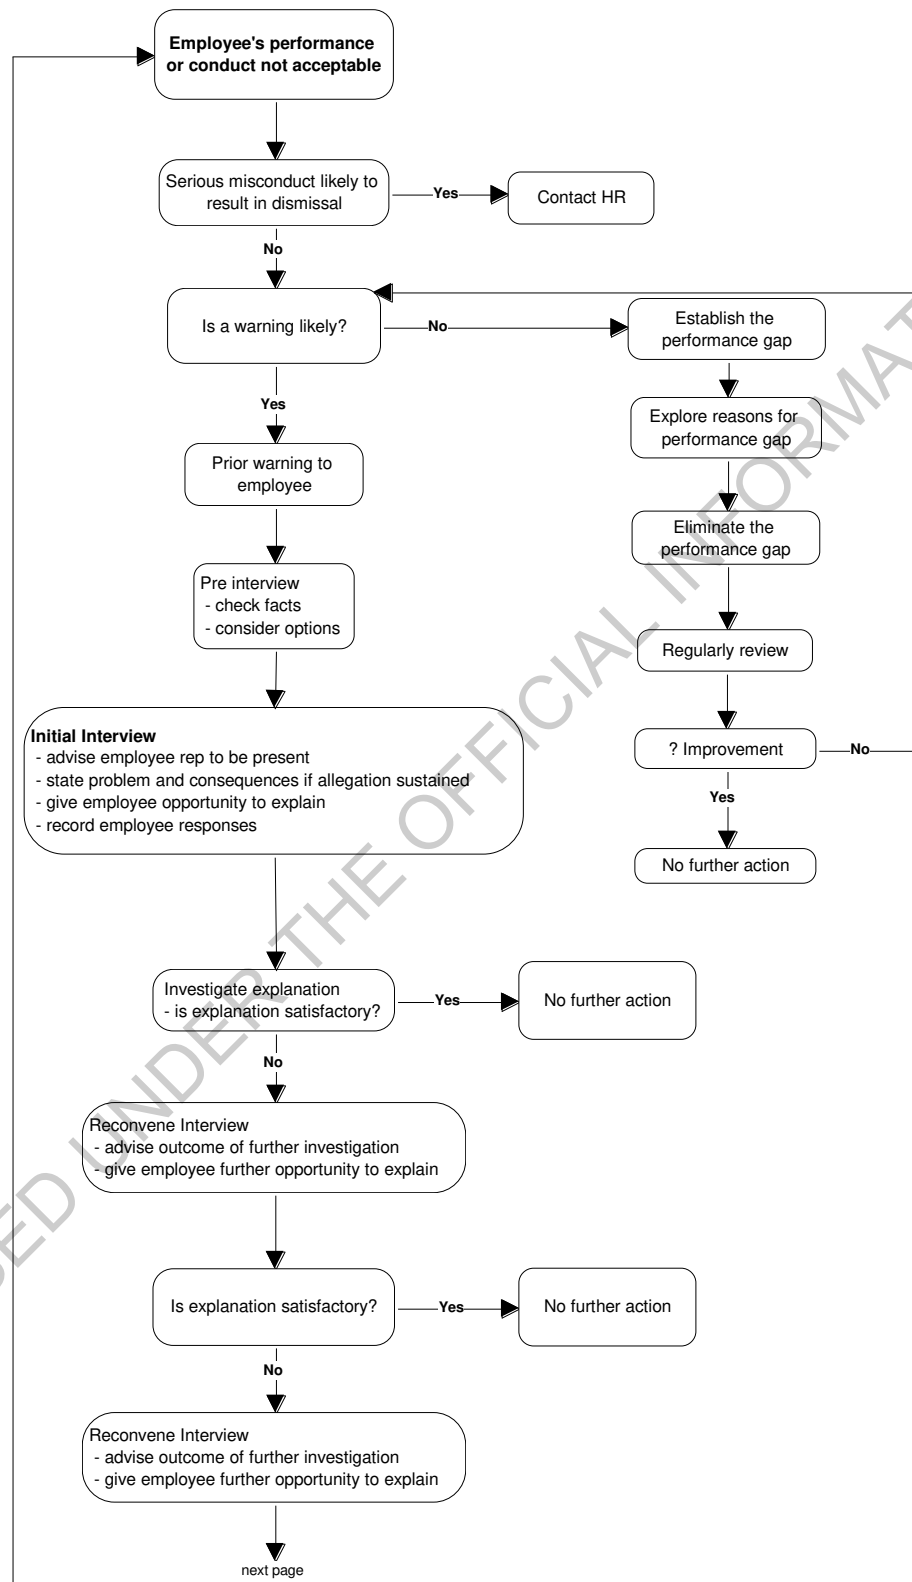 Employee's performance
or conduct not acceptable
Serious misconduct likely to
result in dismissal
Yes
Contact HR
No
Is a warning likely?
No
Establish the
performance gap
Yes
Explore reasons for
performance gap
Prior warning to
employee
Eliminate the
performance gap
Pre interview
- check facts
- consider options
Regularly review
Initial Interview
- advise employee rep to be present
- state problem and consequences if allegation sustained
- give employee opportunity to explain
- record employee responses
? Improvement
No
Yes
No further action
Investigate explanation
- is explanation satisfactory?
Yes
No further action
No
Reconvene Interview
- advise outcome of further investigation
- give employee further opportunity to explain
Is explanation satisfactory?
Yes
No further action
No
Reconvene Interview
- advise outcome of further investigation
- give employee further opportunity to explain
next page
UNDER THE OFFICIAL